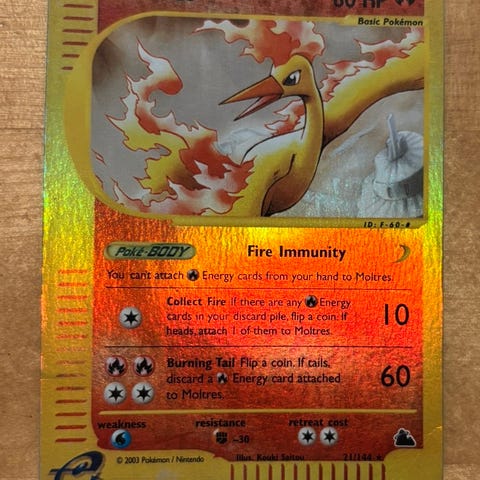 60 HP
Basic Pokémon
ID: F-60-#
Poké-BODY Fire Immunity
You can't attach Energy cards from your hand to Moltres.
Collect Fire If there are any Energy
cards in your discard pile, flip a coin. If
heads, attach 1 of them to Moltres.
10
Burning Tail Flip a coin. If tails,
discard a Energy card attached
to Moltres.
60
weakness resistance retreat cost
-30
© 2003 Pokémon / Nintendo Illus. Kouki Saitou 21/144 ★
e